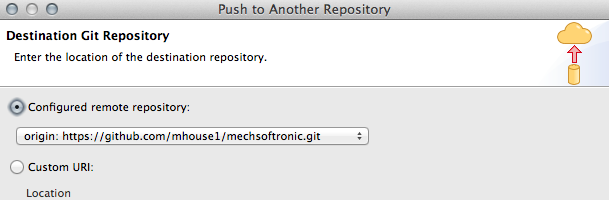 Push to Another Repository
Destination Git Repository
Enter the location of the destination repository.
Configured remote repository:
origin: https://github.com/mhouse1/mechsoftronic.git
Custom URI:
Location